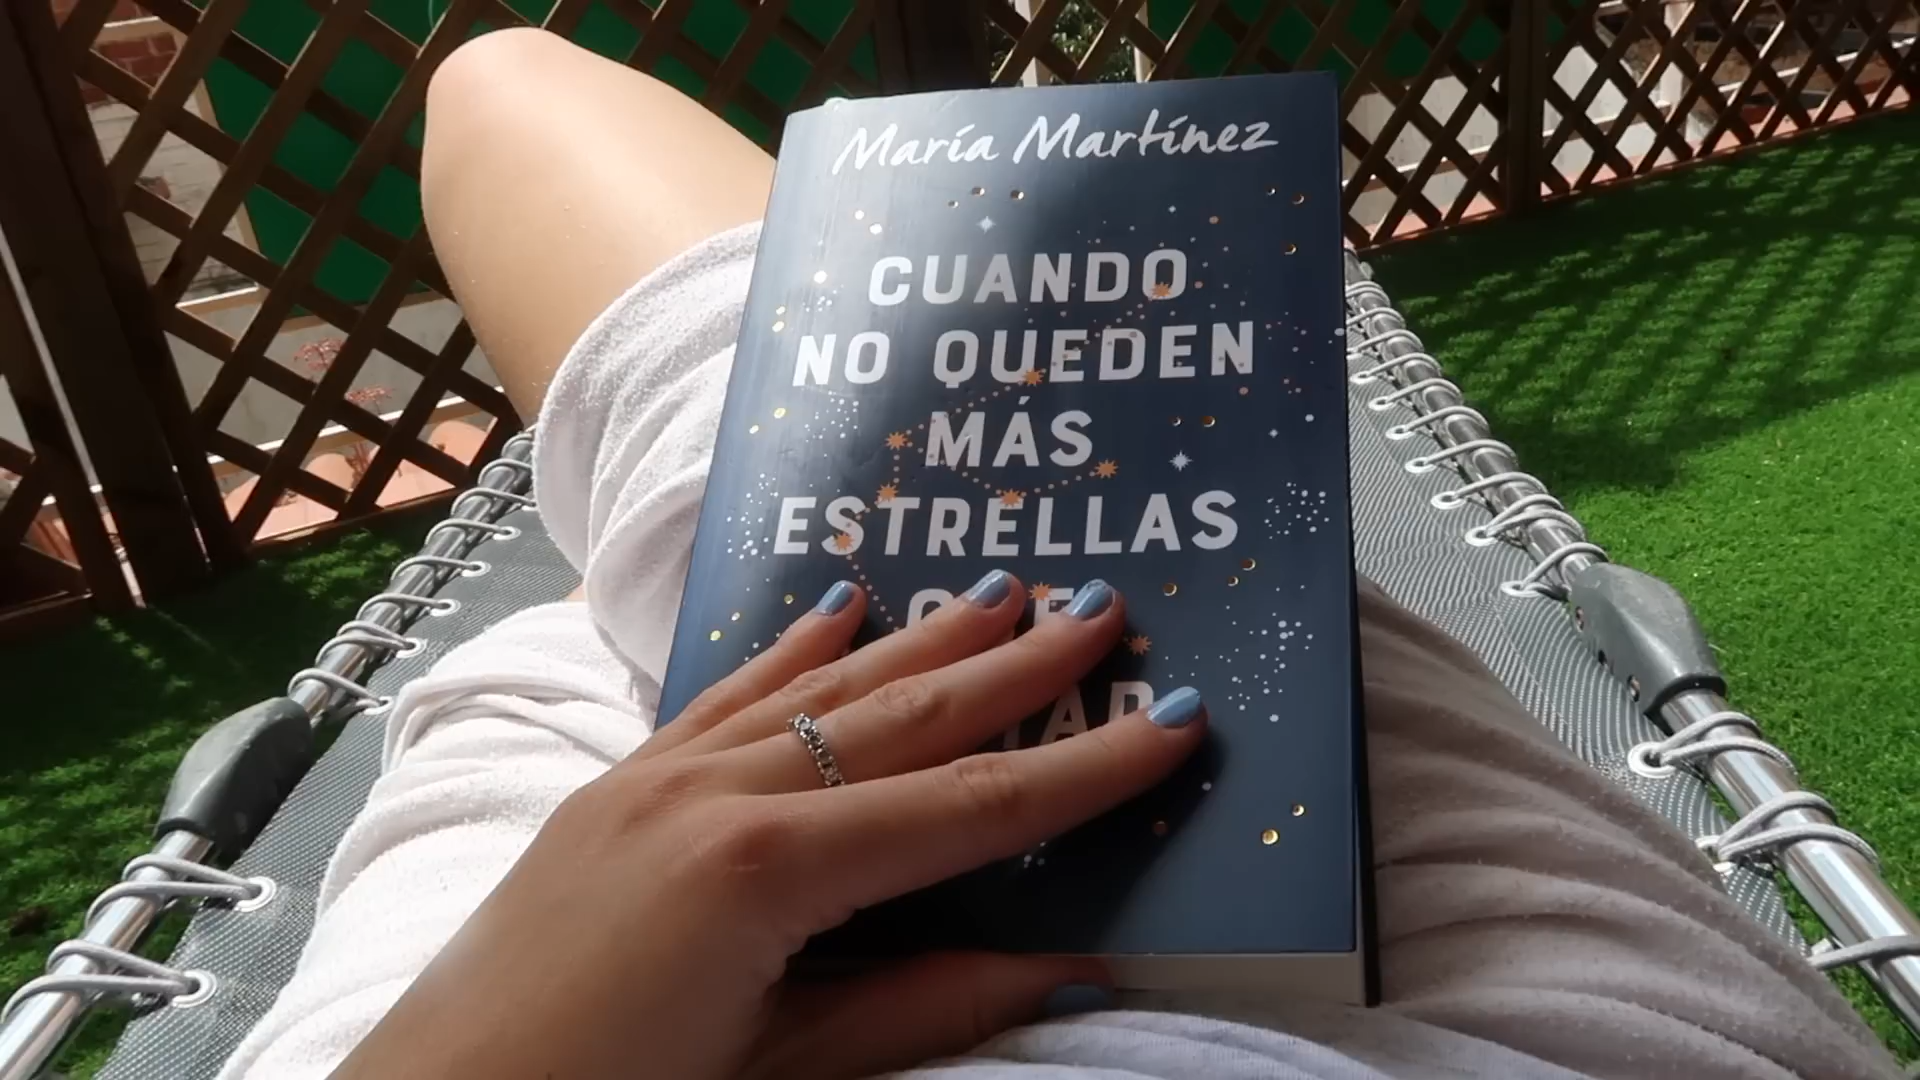 María Martínez
CUANDO
NO QUEDEN
MÁS
ESTRELLAS